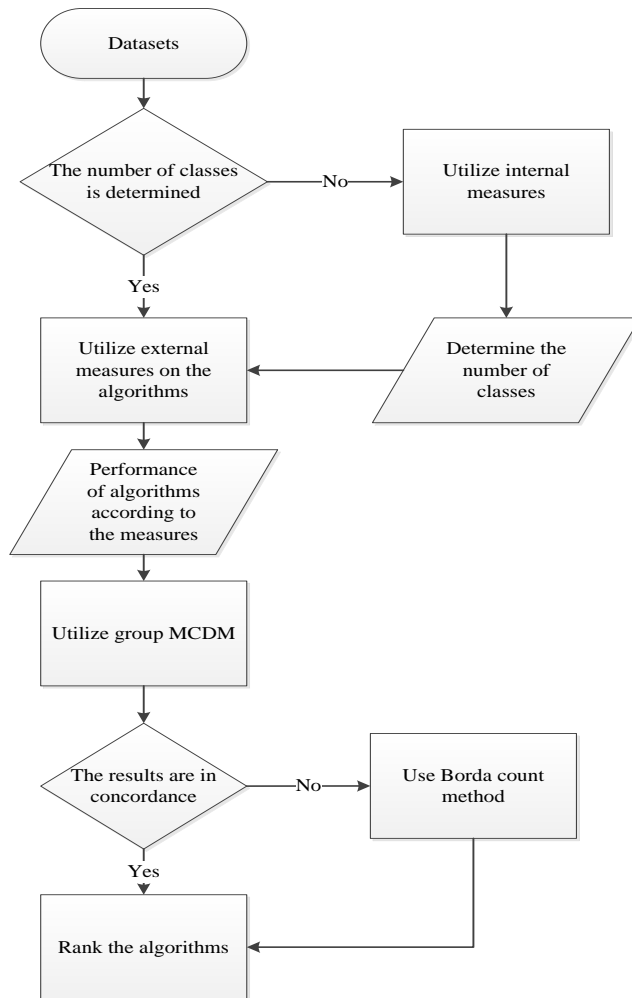 Datasets
The number of classes
is determined
No
Utilize internal
measures
Yes
Utilize external
measures on the
algorithms
Determine the
number of
classes
Performance
of algorithms
according to
the measures
Utilize group MCDM
The results are in
concordance
No
Use Borda count
method
Yes
Rank the algorithms